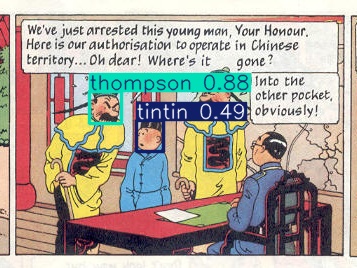 We've just arrested this young man, Your Honour.
Here is our authorisation to operate in Chinese
territory... Oh dear! Where's it gone?
thompson 0.88
Into the
other pocket,
obviously!
tintin 0.49